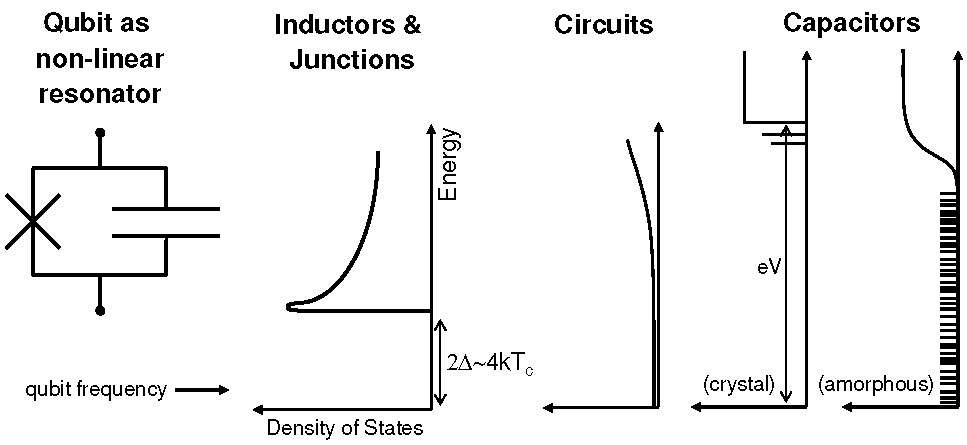 Qubit as
non-linear
resonator
Inductors &
Junctions
Circuits
Capacitors
Energy
eV
2Δ~4kTc
qubit frequency
(crystal)
(amorphous)
Density of States